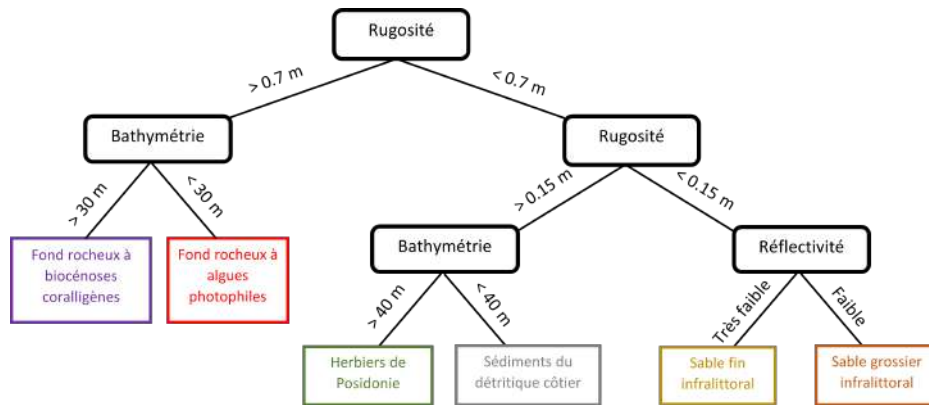 Rugosité
> 0.7 m
< 0.7 m
Bathymétrie
Rugosité
> 30 m
< 30 m
> 0.15 m
< 0.15 m
Fond rocheux à
biocénoses
coralligènes
Fond rocheux à
algues
photophiles
Bathymétrie
Réflectivité
> 40 m
< 40 m
Très faible
Faible
Herbiers de
Posidonie
Sédiments du
détritique côtier
Sable fin
infralittoral
Sable grossier
infralittoral